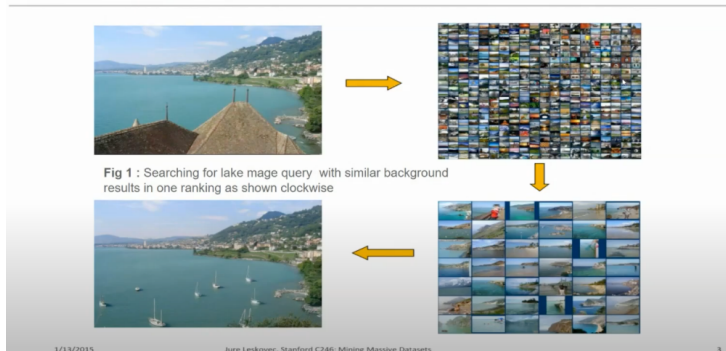 Fig 1 : Searching for lake mage query with similar background
results in one ranking as shown clockwise
1/13/2015
Jure Leskovec, Stanford C246: Mining Massive Datasets
3